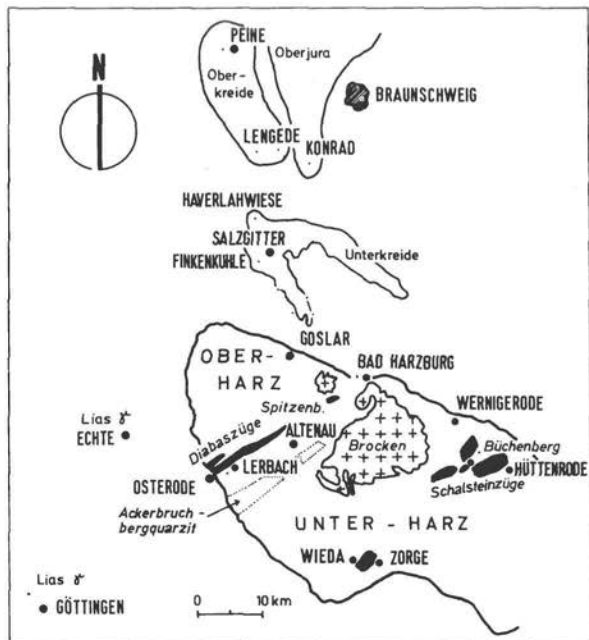 N
PEINE
Oberjura
Ober-
kreide
BRAUNSCHWEIG
LENGEDE
KONRAD
HAVERLAHWIESE
SALZGITTER
FINKENKUHLE
Unterkreide
GOSLAR
OBER-
HARZ
BAD HARZBURG
Spitzenb.
WERNIGERODE
Lias γ
ECHTE
Diabaszüge
ALTENAU
Brocken
Büchenberg
LERBACH
HÜTTENRODE
OSTERODE
Schalsteinzüge
Ackerbruch-
bergquarzit
UNTER-HARZ
WIEDA
ZORGE
Lias γ
GÖTTINGEN
0 10 km